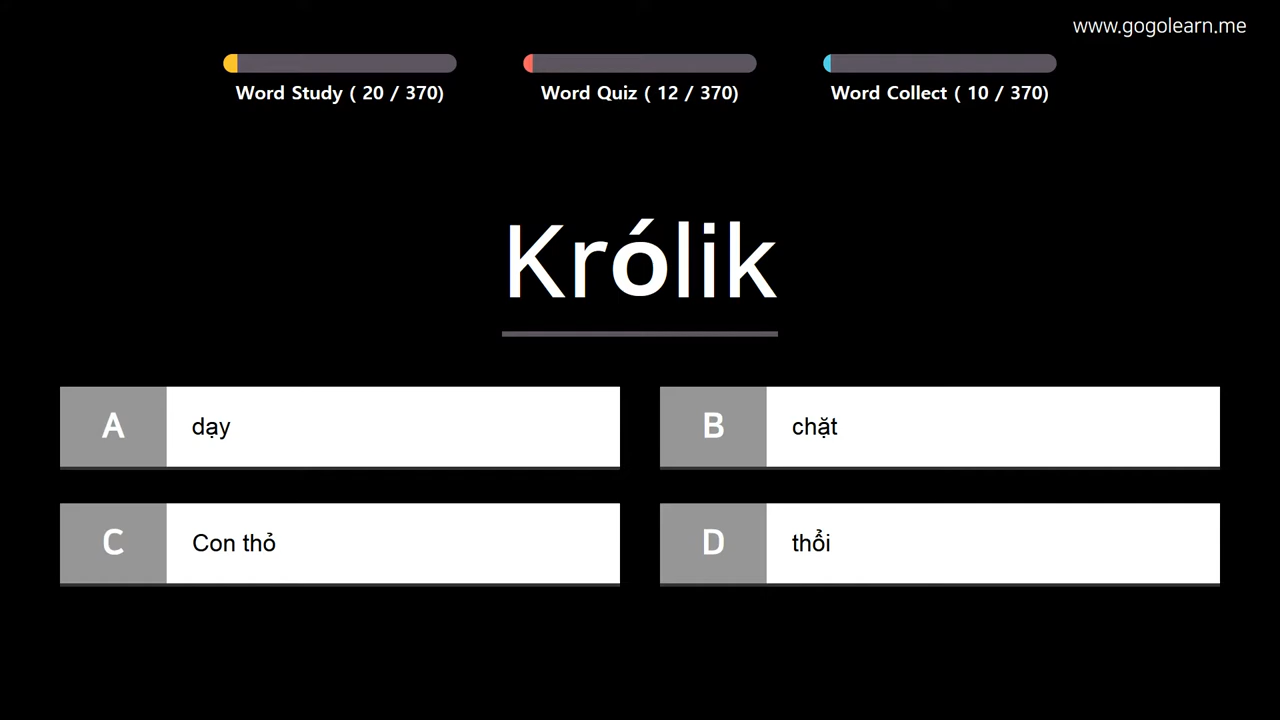 www.gogolearn.me
Word Study ( 20 / 370)
Word Quiz ( 12 / 370)
Word Collect ( 10 / 370)
Królik
A dạy
B chặt
C Con thỏ
D thổi